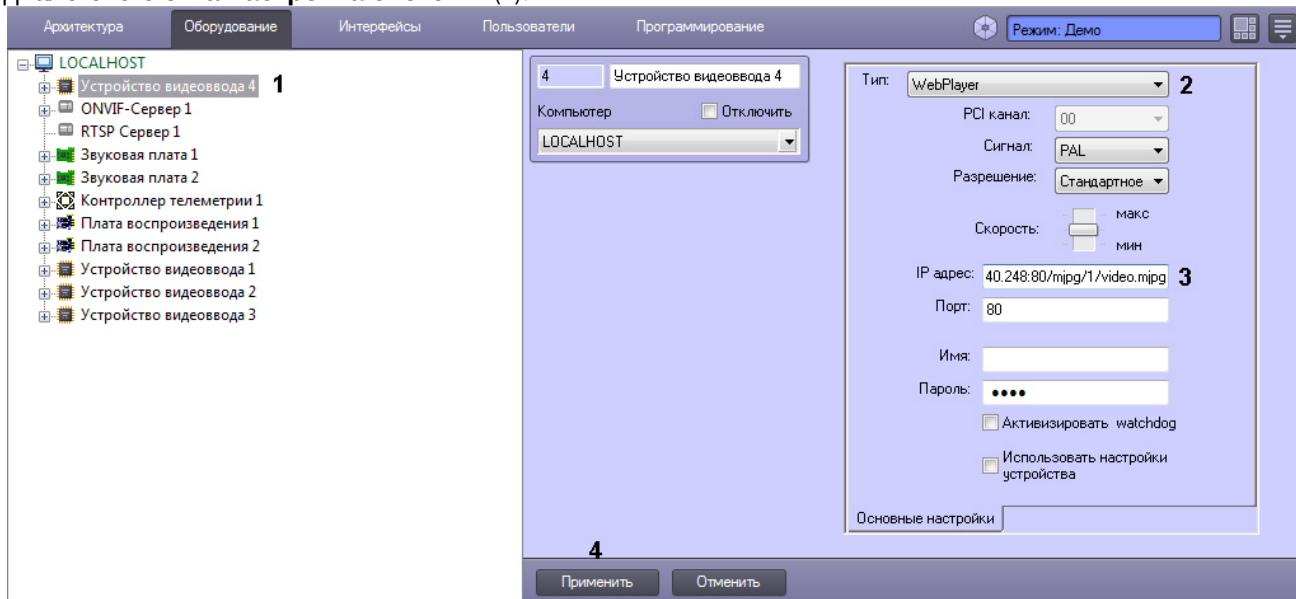 Архитектура Оборудование Интерфейсы Пользователи Программирование Режим: Демо
LOCALHOST
Устройство видеоввода 4 1
ONVIF-Сервер 1
RTSP Сервер 1
Звуковая плата 1
Звуковая плата 2
Контроллер телеметрии 1
Плата воспроизведения 1
Плата воспроизведения 2
Устройство видеоввода 1
Устройство видеоввода 2
Устройство видеоввода 3
4 Устройство видеоввода 4
Компьютер Отключить
LOCALHOST
Тип: WebPlayer 2
PCI канал: 00
Сигнал: PAL
Разрешение: Стандартное
макс
Скорость:
мин
IP адрес: 40.248:80/mjpg/1/video.mjpg 3
Порт: 80
Имя:
Пароль: ••••
Активизировать watchdog
Использовать настройки
устройства
Основные настройки
4
Применить Отменить